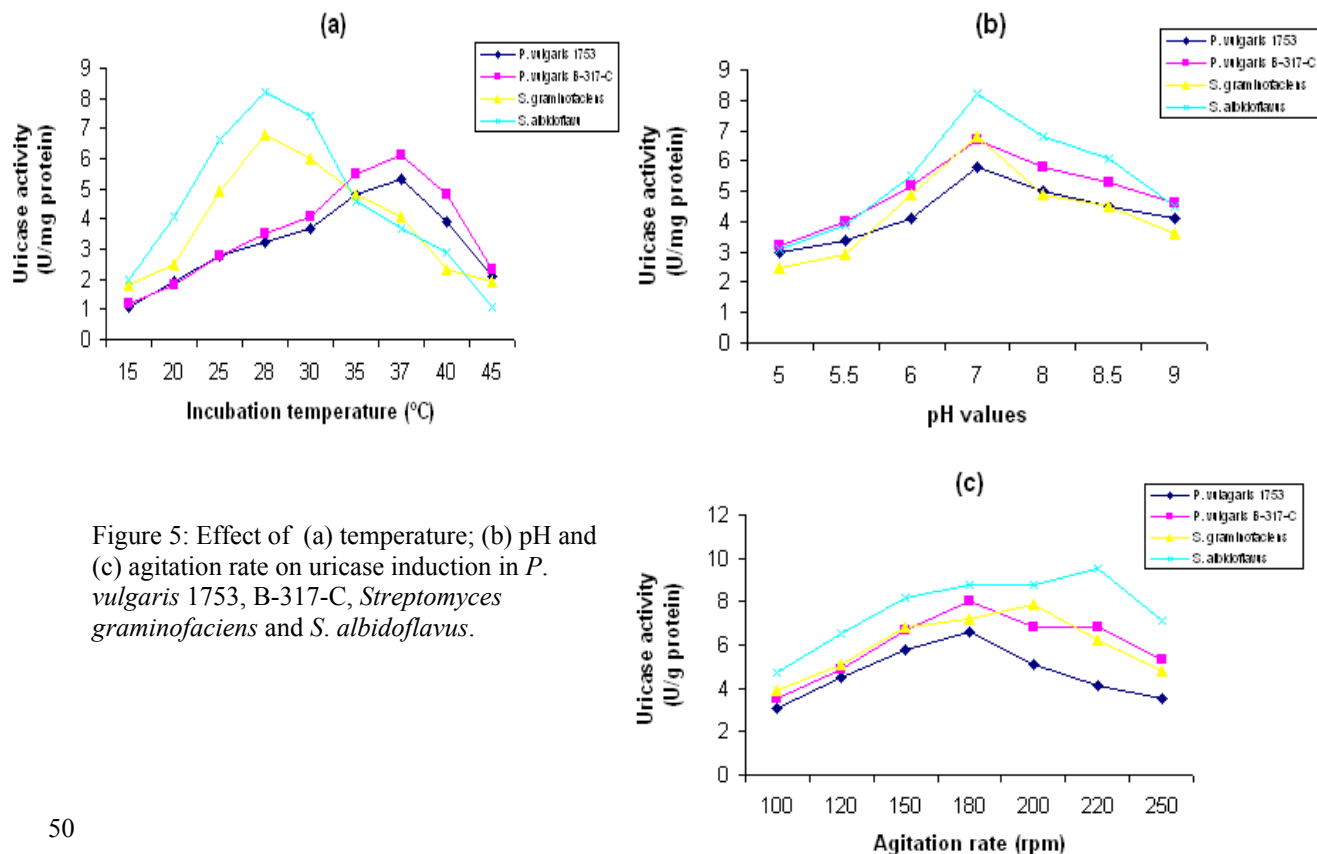 (a)
P. vulgaris 1753
P. vulgaris B-317-C
S. graminofaciens
S. albidoflavu
Uricase activity
(U/mg protein)
9
8
7
6
5
4
3
2
1
0
15 20 25 28 30 35 37 40 45
Incubation temperature (ºC)
(b)
P. vulgaris 1753
P. vulgaris B-317-C
S. graminofaciens
S. albidoflavus
Uricase activity
(U/mg protein)
9
8
7
6
5
4
3
2
1
0
5 5.5 6 7 8 8.5 9
pH values
Figure 5: Effect of (a) temperature; (b) pH and
(c) agitation rate on uricase induction in P.
vulgaris 1753, B-317-C, Streptomyces
graminofaciens and S. albidoflavus.
(c)
P. vulagaris 1753
P. vulgaris B-317-C
S. graminofaciens
S. albidoflavus
Uricase activity
(U/g protein)
12
10
8
6
4
2
0
100 120 150 180 200 220 250
Agitation rate (rpm)
50